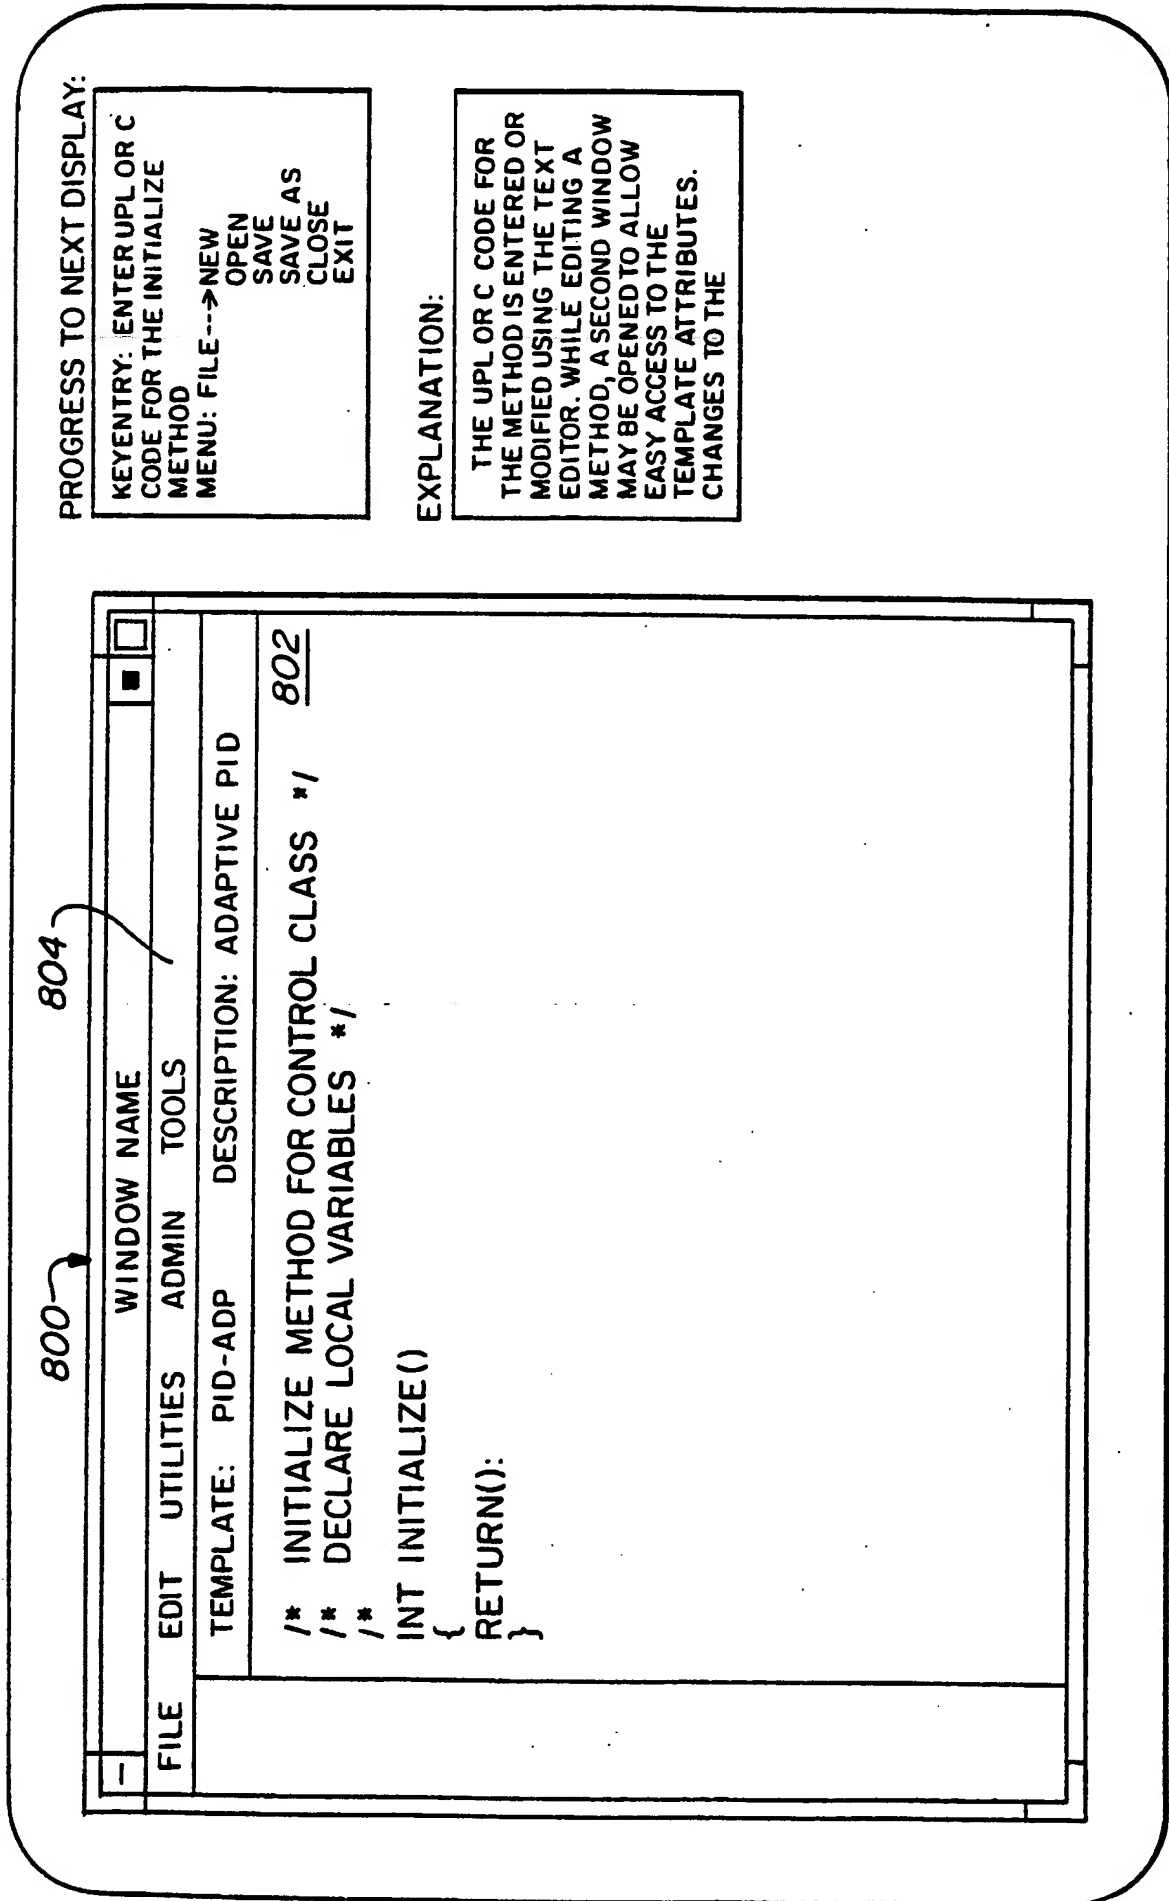 800
804
WINDOW NAME
FILE EDIT UTILITIES ADMIN TOOLS
TEMPLATE: PID-ADP DESCRIPTION: ADAPTIVE PID
802
/* INITIALIZE METHOD FOR CONTROL CLASS */
/* DECLARE LOCAL VARIABLES */
/*
INT INITIALIZE()
{
RETURN():
}
PROGRESS TO NEXT DISPLAY:
KEYENTRY: ENTER UPL OR C
CODE FOR THE INITIALIZE
METHOD
MENU: FILE--->NEW
OPEN
SAVE
SAVE AS
CLOSE
EXIT
EXPLANATION:
THE UPL OR C CODE FOR
THE METHOD IS ENTERED OR
MODIFIED USING THE TEXT
EDITOR. WHILE EDITING A
METHOD, A SECOND WINDOW
MAY BE OPENED TO ALLOW
EASY ACCESS TO THE
TEMPLATE ATTRIBUTES.
CHANGES TO THE